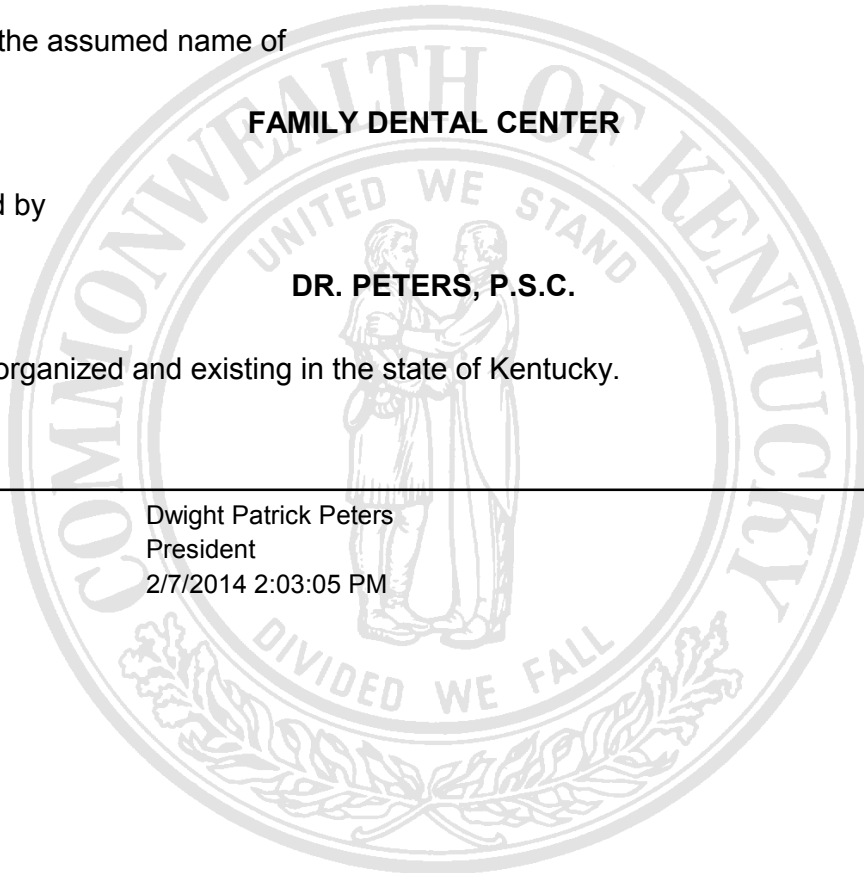 the assumed name of
FAMILY DENTAL CENTER
by
DR. PETERS, P.S.C.
organized and existing in the state of Kentucky.
Dwight Patrick Peters
President
2/7/2014 2:03:05 PM
COMMONWEALTH OF KENTUCKY
UNITED WE STAND
DIVIDED WE FALL